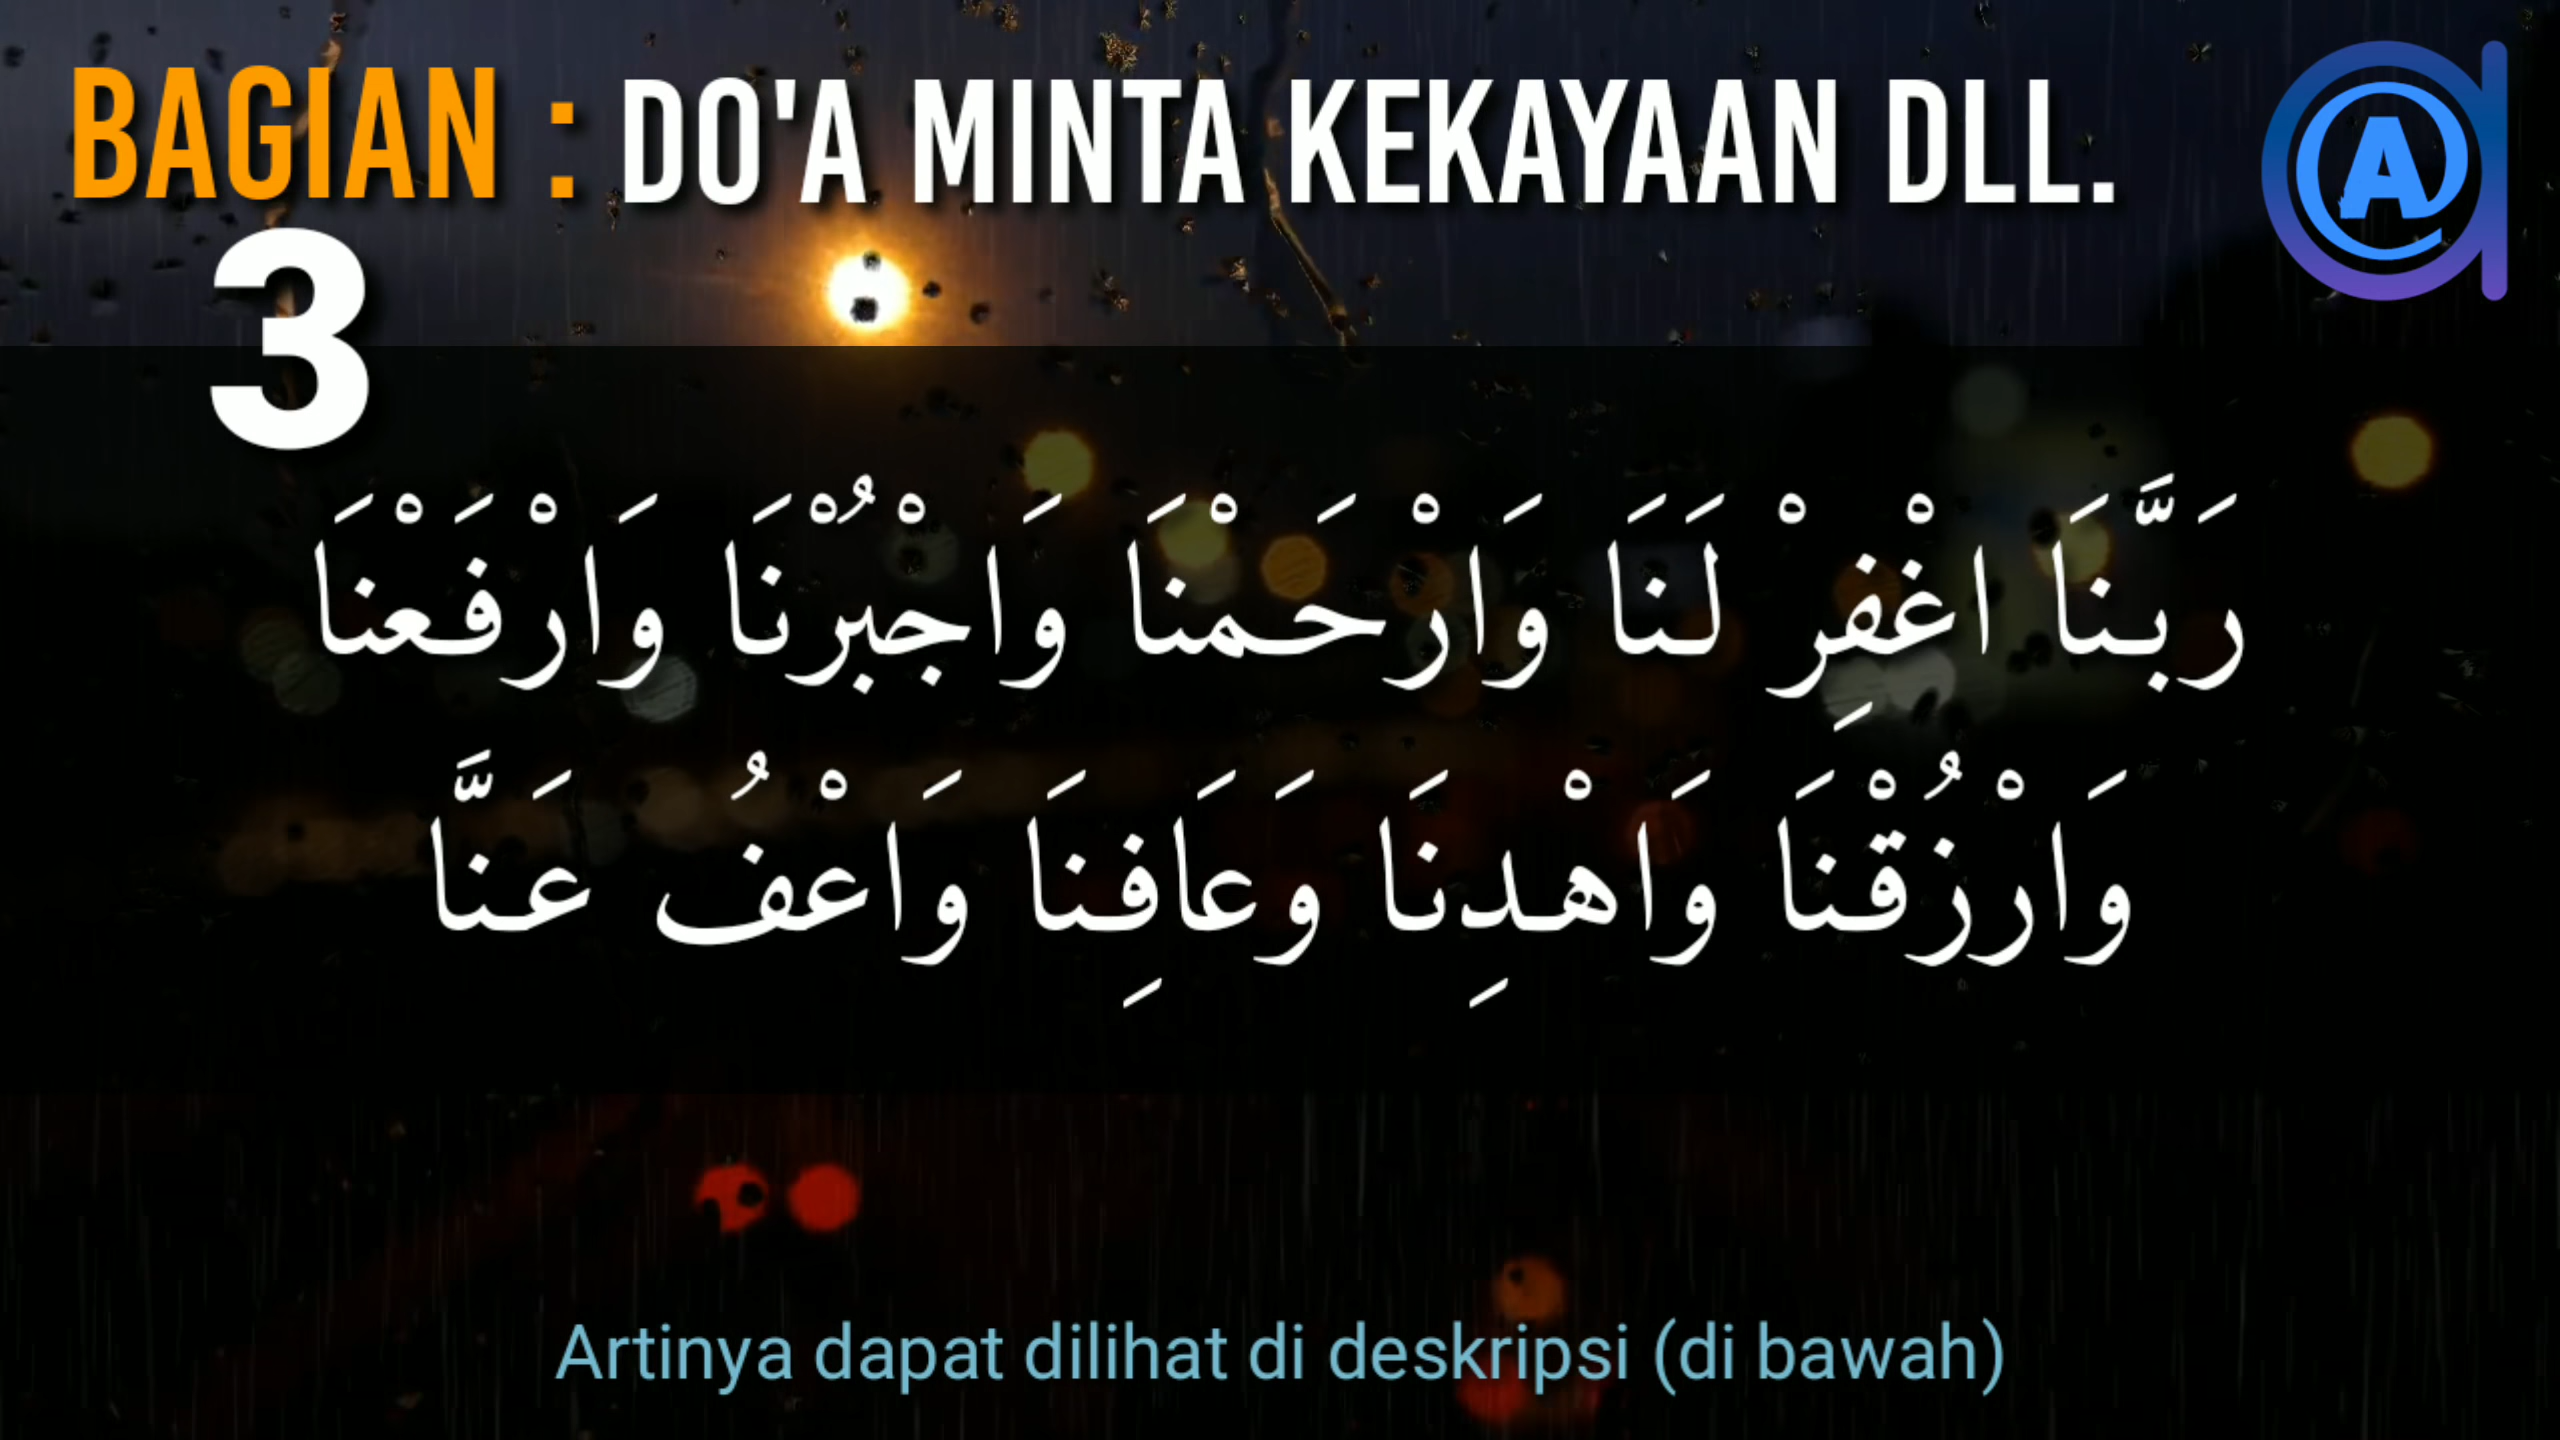 BAGIAN : DO'A MINTA KEKAYAAN DLL.
3
رَبَّنَا اغْفِرْ لَنَا وَارْحَمْنَا وَاجْبُرْنَا وَارْفَعْنَا
وَارْزُقْنَا وَاهْدِنَا وَعَافِنَا وَاعْفُ عَنَّا
Artinya dapat dilihat di deskripsi (di bawah)
A